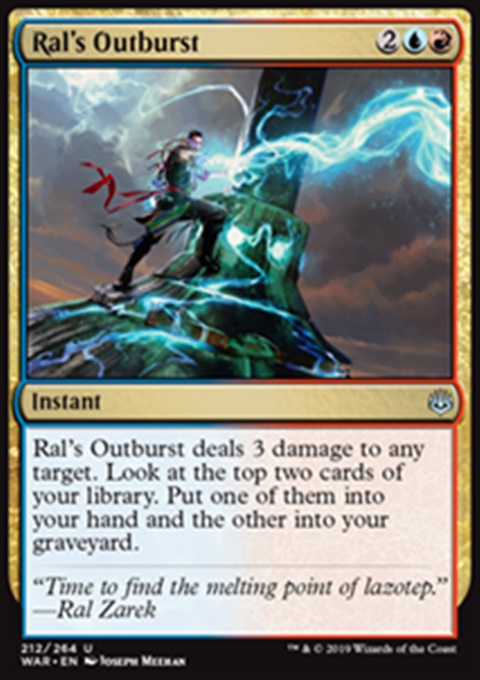 Ral's Outburst 2
Instant
Ral's Outburst deals 3 damage to any
target. Look at the top two cards of
your library. Put one of them into
your hand and the other into your
graveyard.
"Time to find the melting point of lazotep."
—Ral Zarek
212/264 U ™ & © 2019 Wizards of the Coast
WAR • EN Joseph Meehan